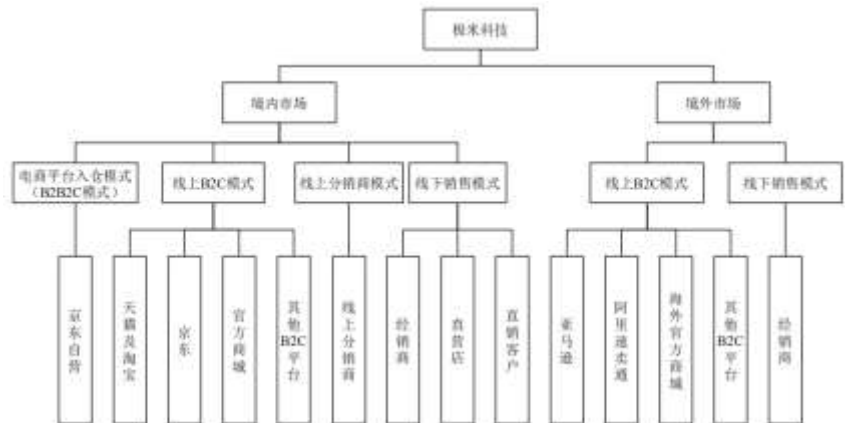 极米科技
境内市场
境外市场
电商平台入仓模式
（B2B2C模式）
线上B2C模式
线上分销商模式
线下销售模式
线上B2C模式
线下销售模式
京东自营
天猫及淘宝
京东
官方商城
其他B2C平台
线上分销商
经销商
直营店
直销客户
亚马逊
阿里速卖通
海外官方商城
其他B2C平台
经销商